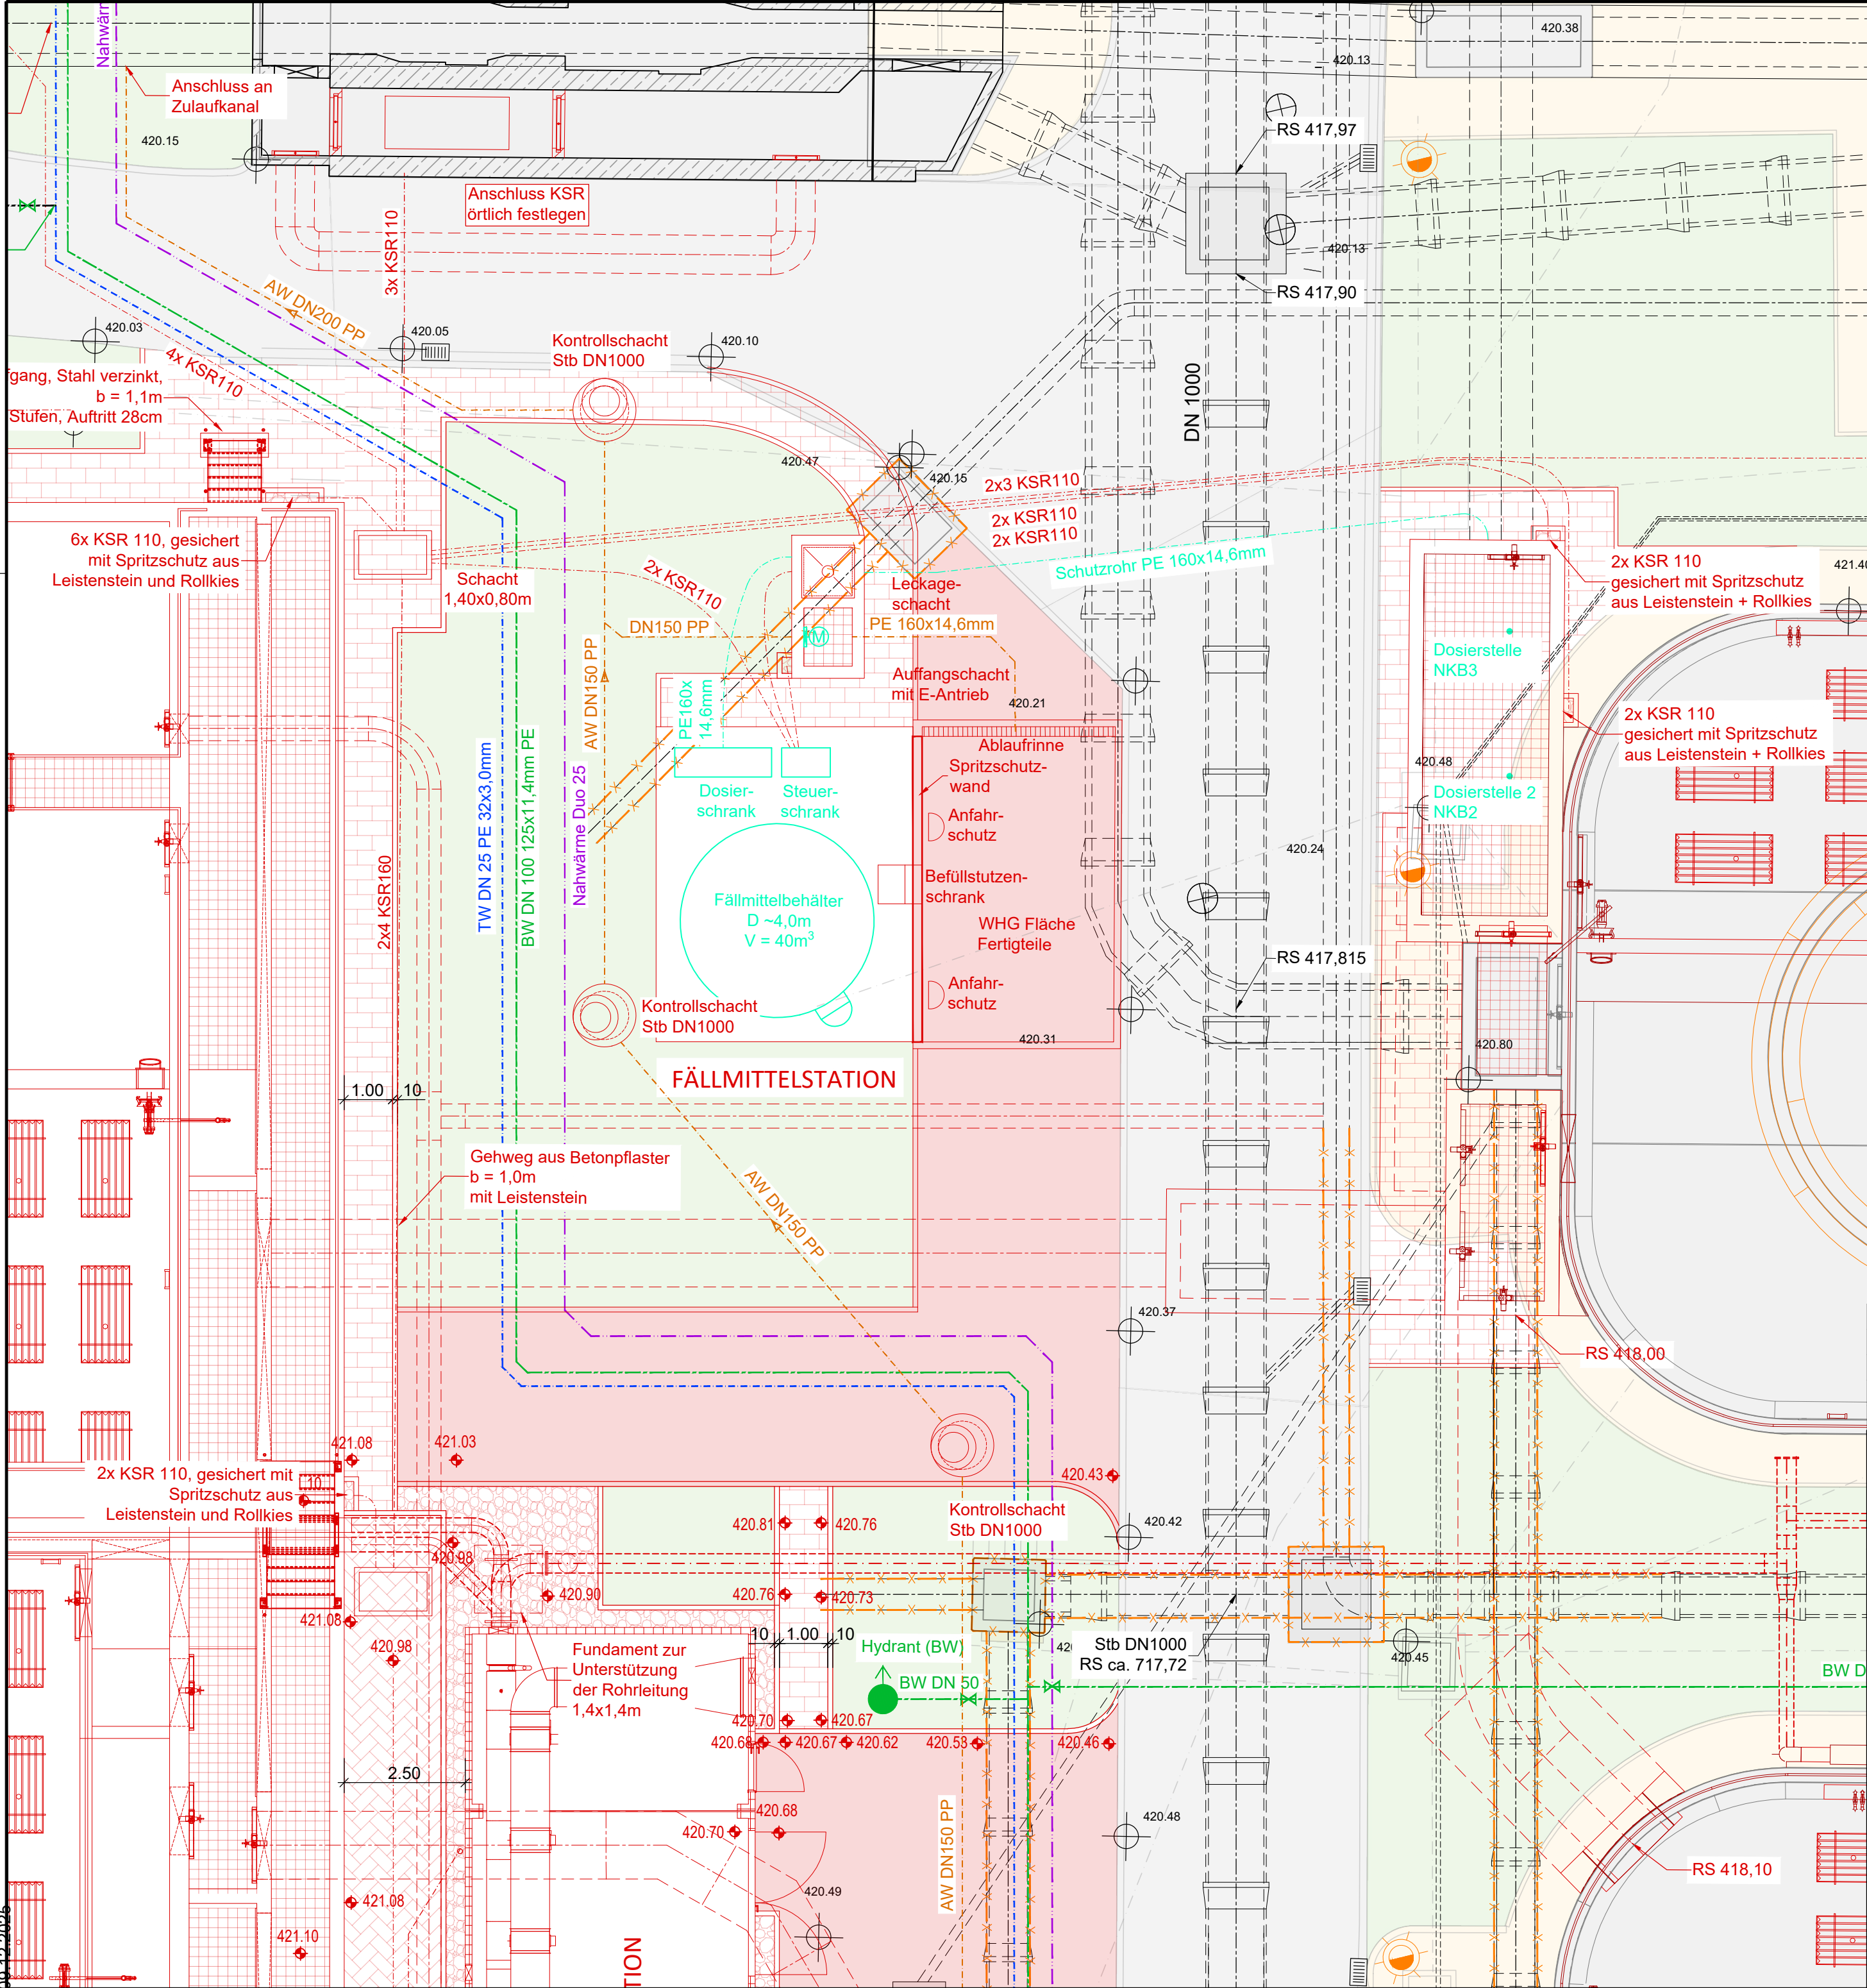 420.38
420.13
Anschluss an
Zulaufkanal
420.15
RS 417,97
Anschluss KSR
örtlich festlegen
3x KSR110
420.13
RS 417,90
AW DN200 PP
420.03
420.05
420.10
Kontrollschacht
Stb DN1000
4x KSR110
Stahl verzinkt,
b = 1,1m
Stufen, Auftritt 28cm
DN 1000
420.47
420.15
2x3 KSR110
2x KSR110
2x KSR110
6x KSR 110, gesichert
mit Spritzschutz aus
Leistenstein und Rollkies
Schacht
1,40x0,80m
2x KSR110
Leckage-
schacht
Schutzrohr PE 160x14,6mm
2x KSR 110
gesichert mit Spritzschutz
aus Leistenstein + Rollkies
DN150 PP
M
PE 160x14,6mm
AW DN150 PP
PE160x
14,6mm
Auffangschacht
mit E-Antrieb
420.21
Dosierstelle
NKB3
2x KSR 110
gesichert mit Spritzschutz
aus Leistenstein + Rollkies
420.48
Dosierstelle 2
NKB2
Ablaufrinne
Spritzschutz-
wand
Dosier-
schrank
Steuer-
schrank
Anfahr-
schutz
TW DN 25 PE 32x3,0mm
BW DN 100 125x11,4mm PE
Nahwärme Duo 25
2x4 KSR160
420.24
Befüllstutzen-
schrank
Fällmittelbehälter
D ~4,0m
V = 40m³
WHG Fläche
Fertigteile
RS 417,815
Anfahr-
schutz
Kontrollschacht
Stb DN1000
420.31
420.80
FÄLLMITTELSTATION
1.00
10
Gehweg aus Betonpflaster
b = 1,0m
mit Leistenstein
AW DN150 PP
420.37
RS 418,00
421.08
421.03
2x KSR 110, gesichert mit
Spritzschutz aus
Leistenstein und Rollkies
10
420.43
Kontrollschacht
Stb DN1000
420.42
420.81
420.76
420.98
420.90
420.76
420.73
421.08
420.98
10
1.00
10
Hydrant (BW)
BW DN 50
Stb DN1000
RS ca. 717,72
420.45
BW
Fundament zur
Unterstützung
der Rohrleitung
1,4x1,4m
420.70
420.67
420.68
420.67
420.62
420.53
420.46
2.50
420.68
420.70
420.48
AW DN150 PP
RS 418,10
420.49
421.08
421.10